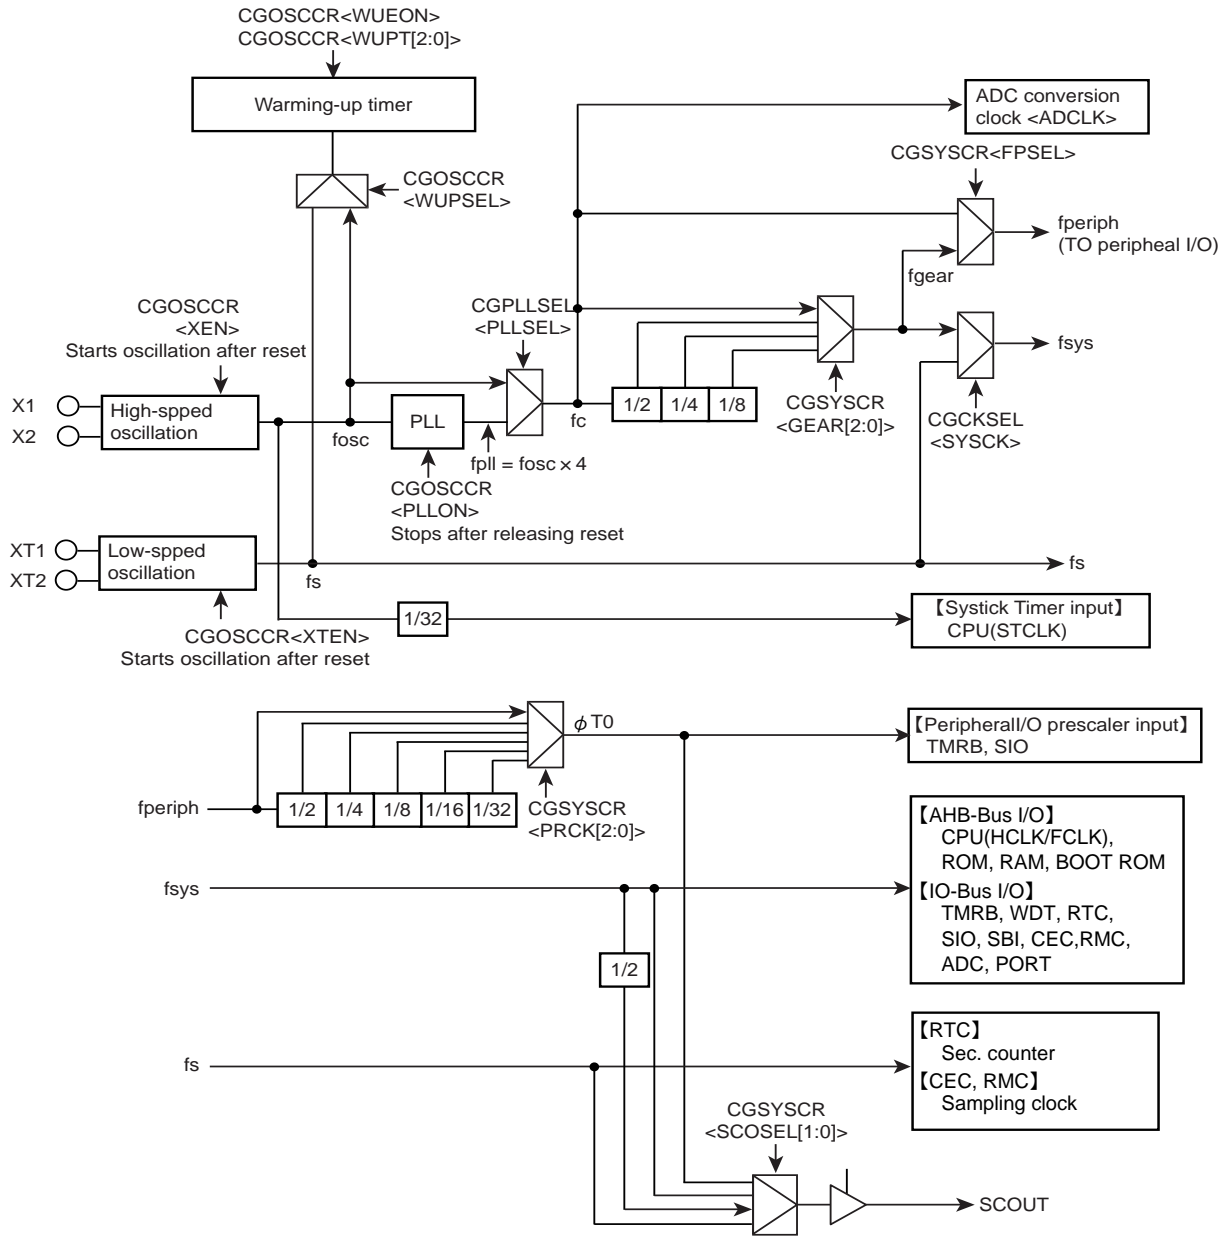 CGOSCCR<WUEON>
CGOSCCR<WUPT[2:0]>
Warming-up timer
CGOSCCR
<WUPSEL>
ADC conversion
clock <ADCLK>
CGSYSCR<FPSEL>
fperiph
(TO peripheal I/O)
fgear
CGOSCCR
<XEN>
Starts oscillation after reset
CGPLLSEL
<PLLSEL>
fsys
X1
X2
High-spped
oscillation
fosc
PLL
fpll = fosc × 4
fc
1/2
1/4
1/8
CGSYSCR
<GEAR[2:0]>
CGCKSEL
<SYSCK>
CGOSCCR
<PLLON>
Stops after releasing reset
XT1
XT2
Low-spped
oscillation
fs
fs
CGOSCCR<XTEN>
Starts oscillation after reset
1/32
【Systick Timer input】
CPU(STCLK)
φT0
【Peripherall/O prescaler input】
TMRB, SIO
fperiph
1/2
1/4
1/8
1/16
1/32
CGSYSCR
<PRCK[2:0]>
【AHB-Bus I/O】
CPU(HCLK/FCLK),
ROM, RAM, BOOT ROM
【IO-Bus I/O】
TMRB, WDT, RTC,
SIO, SBI, CEC,RMC,
ADC, PORT
fsys
1/2
fs
【RTC】
Sec. counter
【CEC, RMC】
Sampling clock
CGSYSCR
<SCOSEL[1:0]>
SCOUT